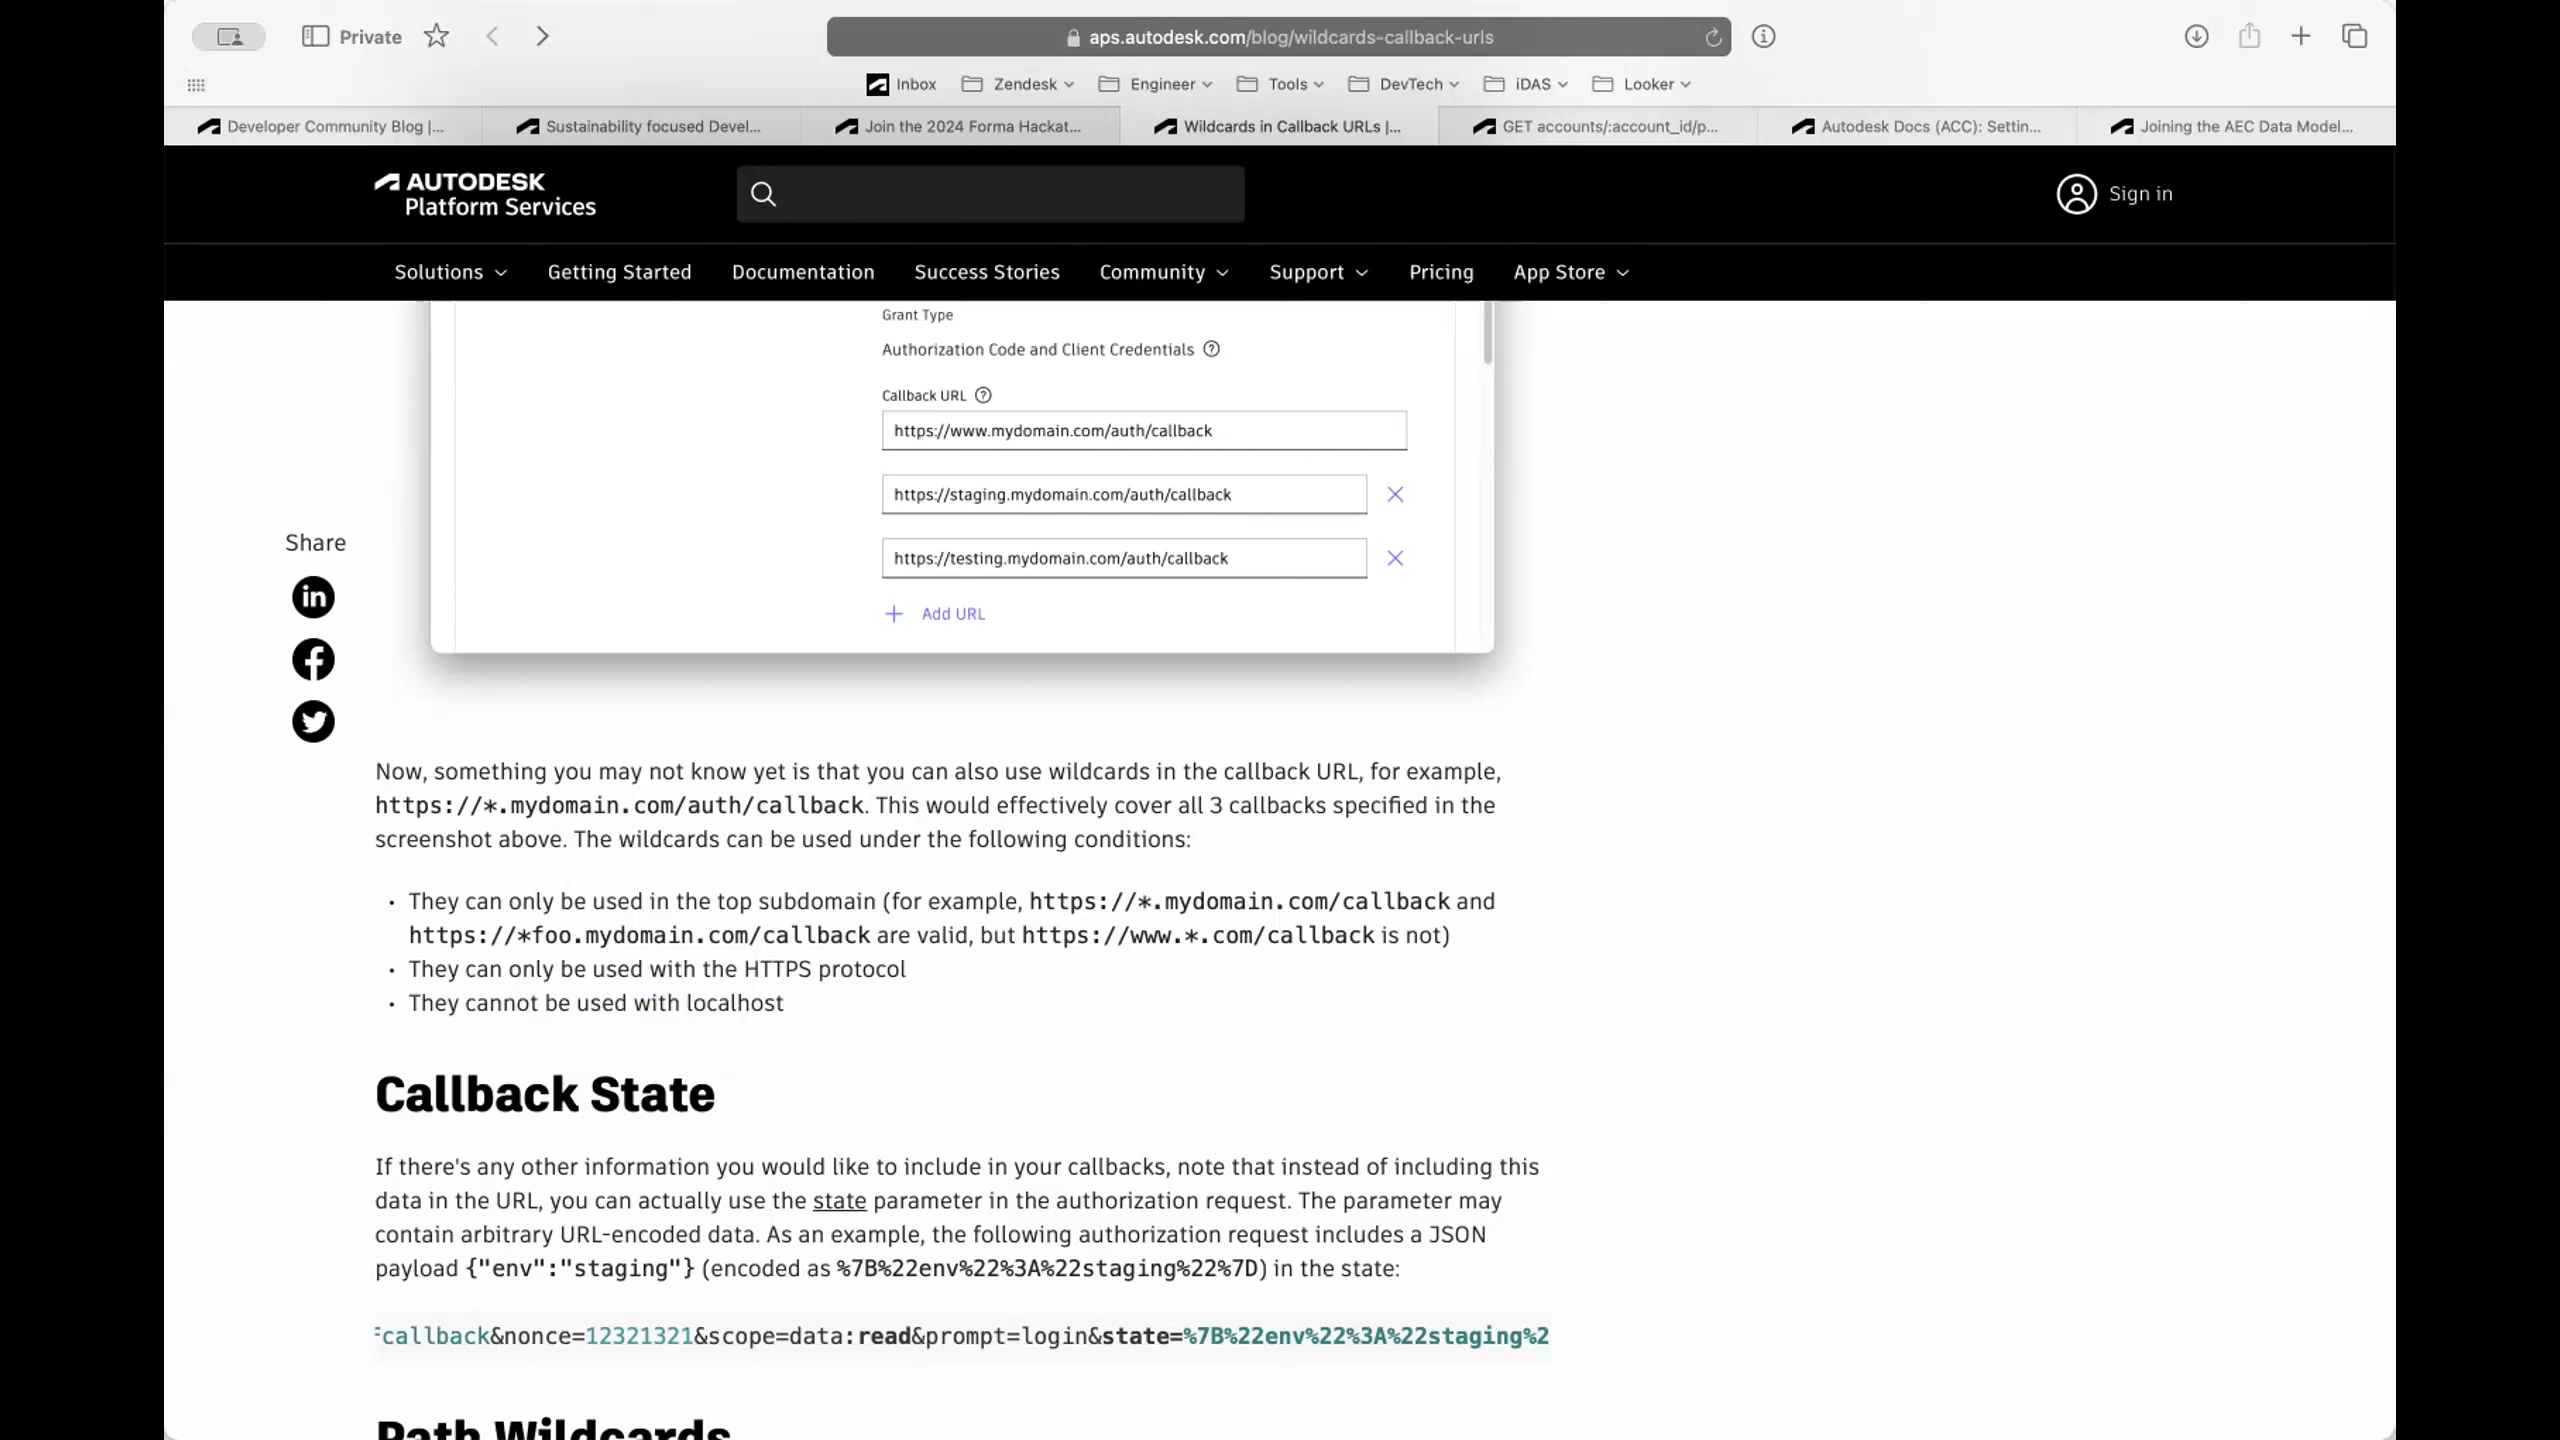 Private
aps.autodesk.com/blog/wildcards-callback-urls
Inbox
Zendesk
Engineer
Tools
DevTech
iDAS
Looker
Developer Community Blog |...
Sustainability focused Devel...
Join the 2024 Forma Hackat...
Wildcards in Callback URLs |...
GET accounts/:account_id/p...
Autodesk Docs (ACC): Settin...
Joining the AEC Data Model...
AUTODESK
Platform Services
Sign in
Solutions
Getting Started
Documentation
Success Stories
Community
Support
Pricing
App Store
Grant Type
Authorization Code and Client Credentials ?
Callback URL ?
https://www.mydomain.com/auth/callback
https://staging.mydomain.com/auth/callback
https://testing.mydomain.com/auth/callback
+ Add URL
Share
Now, something you may not know yet is that you can also use wildcards in the callback URL, for example,
https://*.mydomain.com/auth/callback. This would effectively cover all 3 callbacks specified in the
screenshot above. The wildcards can be used under the following conditions:
• They can only be used in the top subdomain (for example, https://*.mydomain.com/callback and
https://*foo.mydomain.com/callback are valid, but https://www.*.com/callback is not)
• They can only be used with the HTTPS protocol
• They cannot be used with localhost
Callback State
If there's any other information you would like to include in your callbacks, note that instead of including this
data in the URL, you can actually use the state parameter in the authorization request. The parameter may
contain arbitrary URL-encoded data. As an example, the following authorization request includes a JSON
payload {"env":"staging"} (encoded as %7B%22env%22%3A%22staging%22%7D) in the state:
callback&nonce=12321321&scope=data:read&prompt=login&state=%7B%22env%22%3A%22staging%2
Path Wildcards